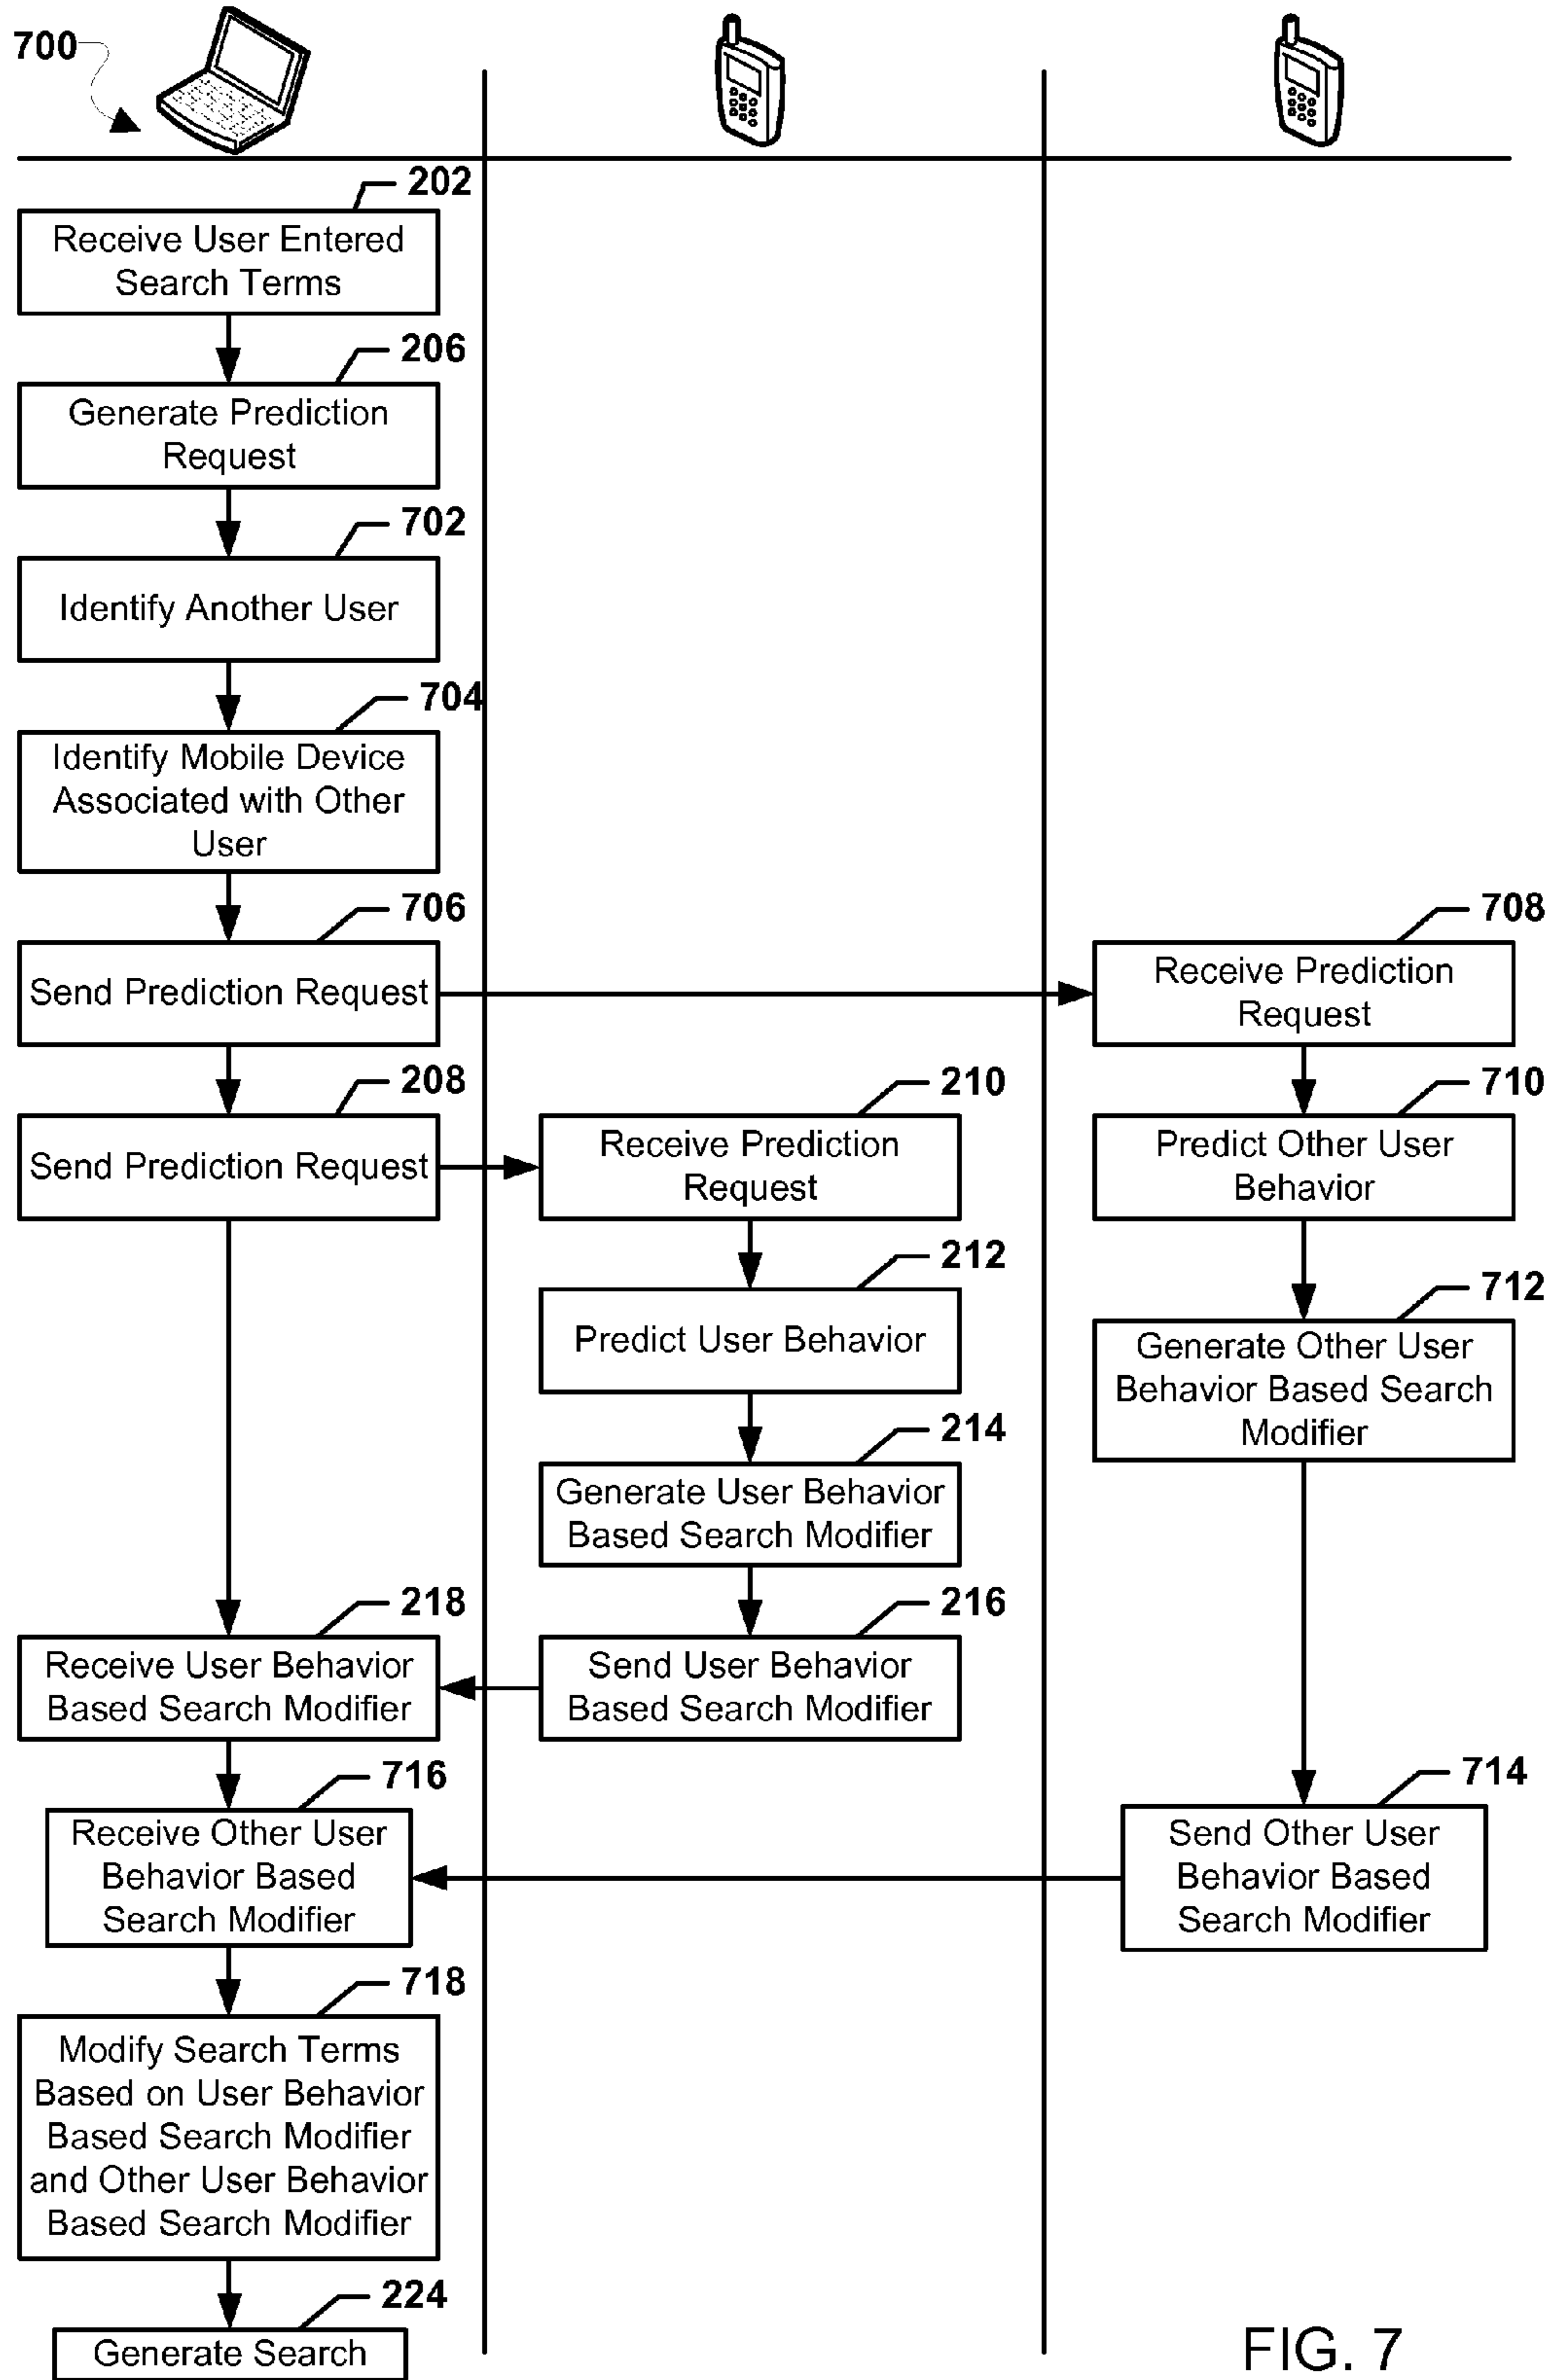 700
202
Receive User Entered
Search Terms
206
Generate Prediction
Request
702
Identify Another User
704
Identify Mobile Device
Associated with Other
User
706
Send Prediction Request
708
Receive Prediction
Request
208
Send Prediction Request
210
Receive Prediction
Request
710
Predict Other User
Behavior
212
Predict User Behavior
712
Generate Other User
Behavior Based Search
Modifier
214
Generate User Behavior
Based Search Modifier
218
Receive User Behavior
Based Search Modifier
216
Send User Behavior
Based Search Modifier
716
Receive Other User
Behavior Based
Search Modifier
714
Send Other User
Behavior Based
Search Modifier
718
Modify Search Terms
Based on User Behavior
Based Search Modifier
and Other User Behavior
Based Search Modifier
224
Generate Search
FIG. 7